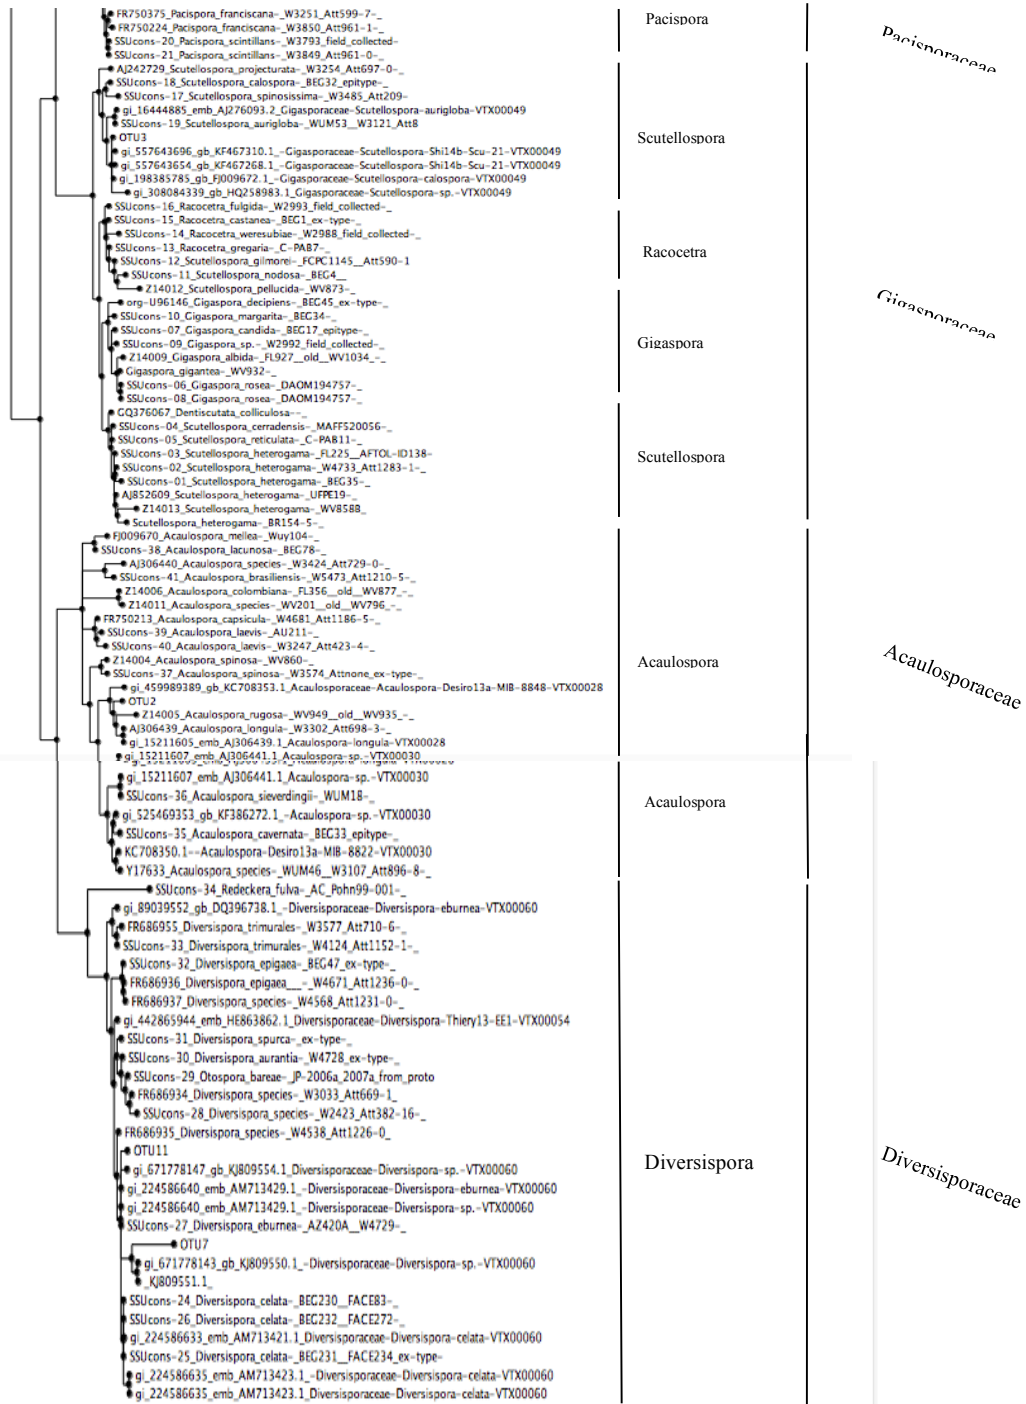 FR750375_Pacispora_franciscana-_W3251_Att599-7-_
FR750224_Pacispora_franciscana-_W3850_Att961-1-_
SSUcons-20_Pacispora_scintillans-_W3793_field_collected-
SSUcons-21_Pacispora_scintillans-_W3849_Att961-0-_
Pacispora
Pacisporaceae
AJ242729_Scutellospora_projecturata-_W3254_Att697-0-_
SSUcons-18_Scutellospora_calospora-_BEG32_epitype-_
SSUcons-17_Scutellospora_spinosissima-_W3485_Att209-
gi_16444885_emb_AJ276093.2_Gigasporaceae-Scutellospora-aurigloba-VTX00049
SSUcons-19_Scutellospora_aurigloba-_WUM53__W3121_Att8
OTU3
gi_557643696_gb_KF467310.1_-Gigasporaceae-Scutellospora-Shi14b-Scu-21-VTX00049
gi_557643654_gb_KF467268.1_-Gigasporaceae-Scutellospora-Shi14b-Scu-21-VTX00049
gi_198385785_gb_FJ009672.1_-Gigasporaceae-Scutellospora-calospora-VTX00049
gi_308084339_gb_HQ258983.1_Gigasporaceae-Scutellospora-sp.-VTX00049
Scutellospora
SSUcons-16_Racocetra_fulgida-_W2993_field_collected-_
SSUcons-15_Racocetra_castanea-_BEG1_ex-type-_
SSUcons-14_Racocetra_weresubiae-_W2988_field_collected-_
SSUcons-13_Racocetra_gregaria-_C-PAB7-_
SSUcons-12_Scutellospora_gilmorei-_FCPC1145__Att590-1
SSUcons-11_Scutellospora_nodosa-_BEG4__
Z14012_Scutellospora_pellucida-_WV873-_
Racocetra
org-U96146_Gigaspora_decipiens-_BEG45_ex-type-_
SSUcons-10_Gigaspora_margarita-_BEG34-_
SSUcons-07_Gigaspora_candida-_BEG17_epitype-_
SSUcons-09_Gigaspora_sp.-_W2992_field_collected-_
Z14009_Gigaspora_albida-_FL927__old__WV1034_-_
Gigaspora_gigantea-_WV932-_
SSUcons-06_Gigaspora_rosea-_DAOM194757-_
SSUcons-08_Gigaspora_rosea-_DAOM194757-_
Gigaspora
Gigasporaceae
GQ376067_Dentiscutata_colliculosa--_
SSUcons-04_Scutellospora_cerradensis-_MAFF520056-_
SSUcons-05_Scutellospora_reticulata-_C-PAB11-_
SSUcons-03_Scutellospora_heterogama-_FL225__AFTOL-ID138-
SSUcons-02_Scutellospora_heterogama-_W4733_Att1283-1-_
SSUcons-01_Scutellospora_heterogama-_BEG35-_
AJ852609_Scutellospora_heterogama-_UFPE19-_
Z14013_Scutellospora_heterogama-_WV858B_
Scutellospora_heterogama-_BR154-5-_
Scutellospora
FJ009670_Acaulospora_mellea-_Wuy104-_
SSUcons-38_Acaulospora_lacunosa-_BEG78-_
AJ306440_Acaulospora_species-_W3424_Att729-0-_
SSUcons-41_Acaulospora_brasiliensis-_W5473_Att1210-5-_
Z14006_Acaulospora_colombiana-_FL356__old__WV877_-_
Z14011_Acaulospora_species-_WV201__old__WV796_-_
FR750213_Acaulospora_capsicula-_W4681_Att1186-5-_
SSUcons-39_Acaulospora_laevis-_AU211-_
SSUcons-40_Acaulospora_laevis-_W3247_Att423-4-_
Z14004_Acaulospora_spinosa-_WV860-_
SSUcons-37_Acaulospora_spinosa-_W3574_Attnone_ex-type-_
gi_459989389_gb_KC708353.1_Acaulosporaceae-Acaulospora-Desiro13a-MIB-8848-VTX00028
OTU2
Z14005_Acaulospora_rugosa-_WV949__old__WV935_-_
AJ306439_Acaulospora_longula-_W3302_Att698-3-_
gi_15211605_emb_AJ306439.1_Acaulospora-longula-VTX00028
gi_15211607_emb_AJ306441.1_Acaulospora-sp.-VTX00030
Acaulospora
Acaulosporaceae
gi_15211607_emb_AJ306441.1_Acaulospora-sp.-VTX00030
SSUcons-36_Acaulospora_sieverdingii-_WUM18-_
gi_525469353_gb_KF386272.1_-Acaulospora-sp.-VTX00030
SSUcons-35_Acaulospora_cavernata-_BEG33_epitype-_
KC708350.1--Acaulospora-Desiro13a-MIB-8822-VTX00030
Y17633_Acaulospora_species-_WUM46__W3107_Att896-8-_
Acaulospora
SSUcons-34_Redeckera_fulva-_AC_Pohn99-001-_
gi_89039552_gb_DQ396738.1_-Diversisporaceae-Diversispora-eburnea-VTX00060
FR686955_Diversispora_trimurales-_W3577_Att710-6-_
SSUcons-33_Diversispora_trimurales-_W4124_Att1152-1-_
SSUcons-32_Diversispora_epigaea-_BEG47_ex-type-_
FR686936_Diversispora_epigaea___-_W4671_Att1236-0-_
FR686937_Diversispora_species-_W4568_Att1231-0-_
gi_442865944_emb_HE863862.1_Diversisporaceae-Diversispora-Thiery13-EE1-VTX00054
SSUcons-31_Diversispora_spurca-_ex-type-_
SSUcons-30_Diversispora_aurantia-_W4728_ex-type-_
SSUcons-29_Otospora_bareae-_JP-2006a_2007a_from_proto
FR686934_Diversispora_species-_W3033_Att669-1_
SSUcons-28_Diversispora_species-_W2423_Att382-16-_
FR686935_Diversispora_species-_W4538_Att1226-0_
OTU11
gi_671778147_gb_KJ809554.1_Diversisporaceae-Diversispora-sp.-VTX00060
gi_224586640_emb_AM713429.1_-Diversisporaceae-Diversispora-eburnea-VTX00060
gi_224586640_emb_AM713429.1_-Diversisporaceae-Diversispora-sp.-VTX00060
SSUcons-27_Diversispora_eburnea-_AZ420A__W4729-_
OTU7
gi_671778143_gb_KJ809550.1_-Diversisporaceae-Diversispora-sp.-VTX00060
_KJ809551.1_
SSUcons-24_Diversispora_celata-_BEG230__FACE83-_
SSUcons-26_Diversispora_celata-_BEG232__FACE272-_
gi_224586633_emb_AM713421.1_Diversisporaceae-Diversispora-celata-VTX00060
SSUcons-25_Diversispora_celata-_BEG231__FACE234_ex-type-
gi_224586635_emb_AM713423.1_-Diversisporaceae-Diversispora-celata-VTX00060
gi_224586635_emb_AM713423.1_Diversisporaceae-Diversispora-celata-VTX00060
Diversispora
Diversisporaceae